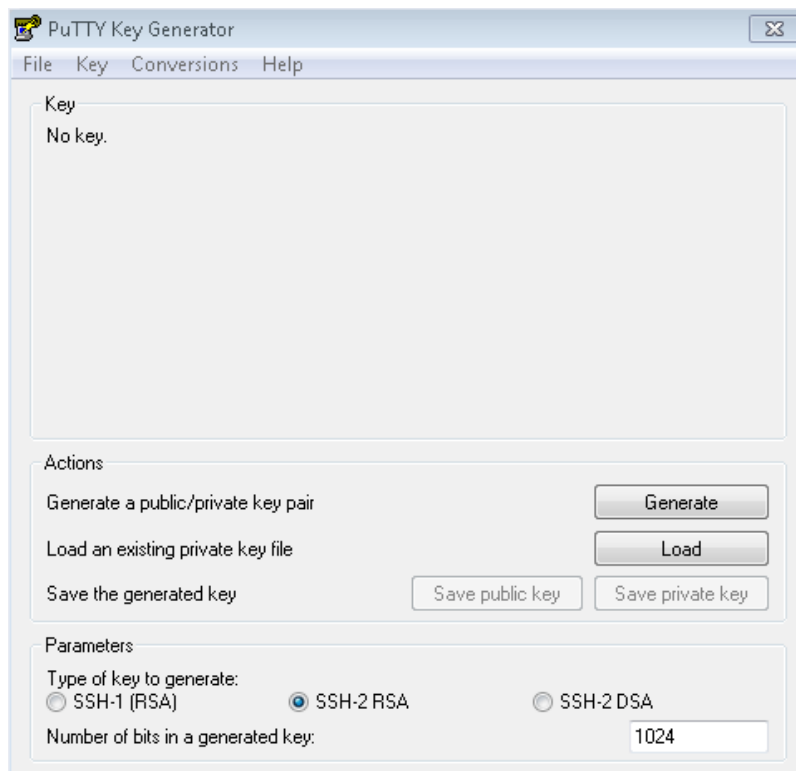 PuTTY Key Generator
File Key Conversions Help
Key
No key.
Actions
Generate a public/private key pair
Generate
Load an existing private key file
Load
Save the generated key
Save public key
Save private key
Parameters
Type of key to generate:
SSH-1 (RSA)
SSH-2 RSA
SSH-2 DSA
Number of bits in a generated key:
1024